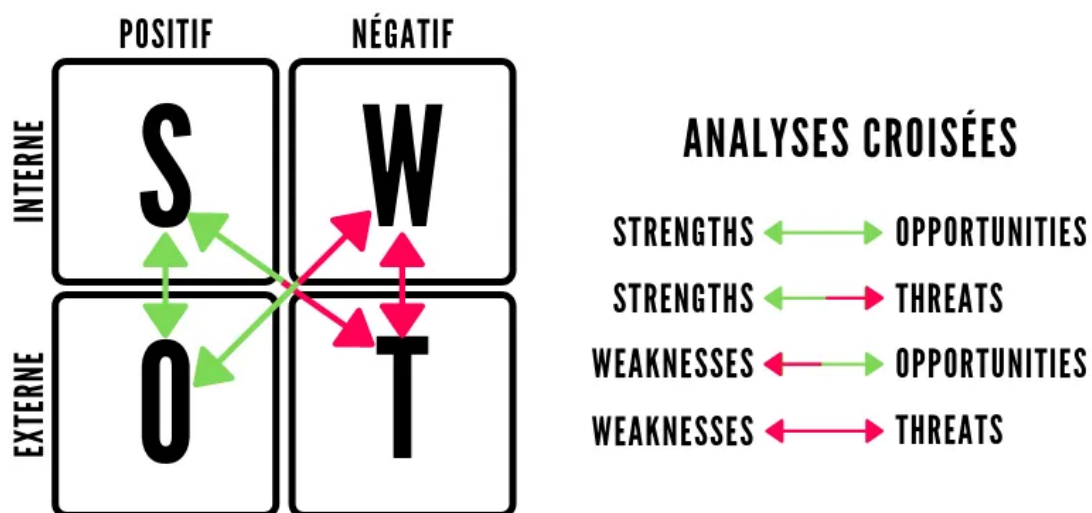 POSITIF NÉGATIF
INTERNE
S W
EXTERNE
O T
ANALYSES CROISÉES
STRENGTHS OPPORTUNITIES
STRENGTHS THREATS
WEAKNESSES OPPORTUNITIES
WEAKNESSES THREATS